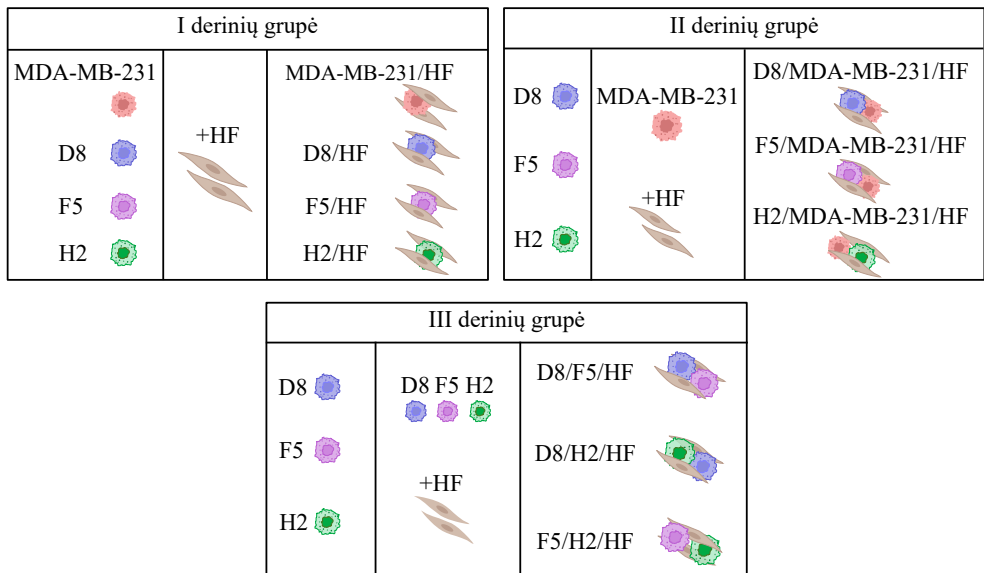 I derinių grupė
MDA-MB-231
D8
F5
H2
+HF
MDA-MB-231/HF
D8/HF
F5/HF
H2/HF
II derinių grupė
D8
F5
H2
MDA-MB-231
+HF
D8/MDA-MB-231/HF
F5/MDA-MB-231/HF
H2/MDA-MB-231/HF
III derinių grupė
D8
F5
H2
D8 F5 H2
+HF
D8/F5/HF
D8/H2/HF
F5/H2/HF